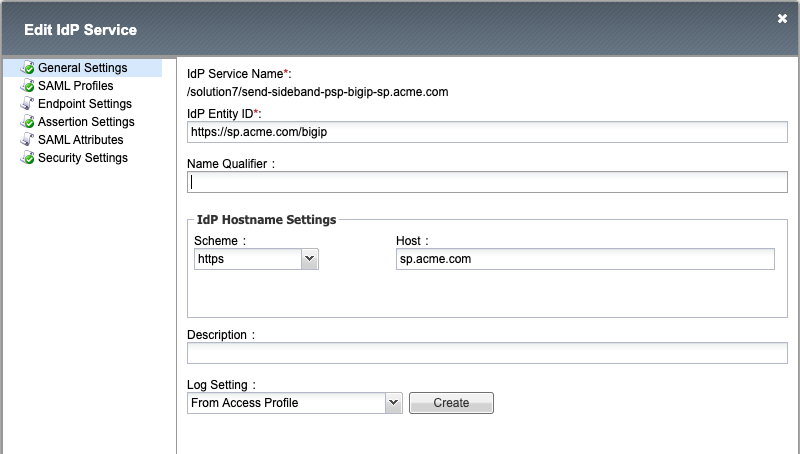 Edit IdP Service
General Settings
SAML Profiles
Endpoint Settings
Assertion Settings
SAML Attributes
Security Settings
IdP Service Name*:
/solution7/send-sideband-psp-bigip-sp.acme.com
IdP Entity ID*:
https://sp.acme.com/bigip
Name Qualifier :
IdP Hostname Settings
Scheme : Host :
https sp.acme.com
Description :
Log Setting :
From Access Profile Create